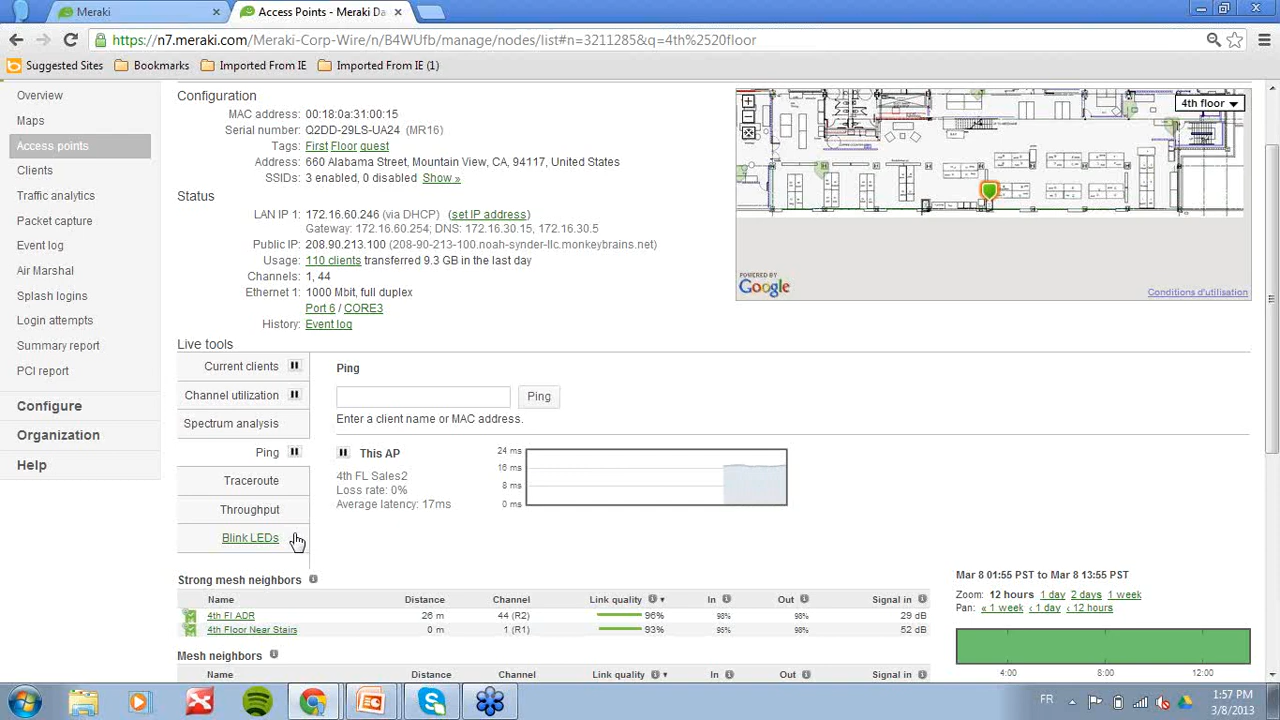 Meraki
Access Points - Meraki Da
https://n7.meraki.com/Meraki-Corp-Wire/n/B4WUfb/manage/nodes/list#n=3211285&q=4th%2520floor
Suggested Sites
Bookmarks
Imported From IE
Imported From IE (1)
Overview
Maps
Access points
Clients
Traffic analytics
Packet capture
Event log
Air Marshal
Splash logins
Login attempts
Summary report
PCI report
Configure
Organization
Help
Configuration
MAC address: 00:18:0a:31:00:15
Serial number: Q2DD-29LS-UA24 (MR16)
Tags: First Floor guest
Address: 660 Alabama Street, Mountain View, CA, 94117, United States
SSIDs: 3 enabled, 0 disabled Show »
Status
LAN IP 1: 172.16.60.246 (via DHCP) (set IP address)
Gateway: 172.16.60.254; DNS: 172.16.30.15, 172.16.30.5
Public IP: 208.90.213.100 (208-90-213-100.noah-synder-llc.monkeybrains.net)
Usage: 110 clients transferred 9.3 GB in the last day
Channels: 1, 44
Ethernet 1: 1000 Mbit, full duplex
Port 6 / CORE3
History: Event log
4th floor
POWERED BY
Google
Conditions d'utilisation
Live tools
Current clients
Channel utilization
Spectrum analysis
Ping
Traceroute
Throughput
Blink LEDs
Ping
Ping
Enter a client name or MAC address.
This AP
4th FL Sales2
Loss rate: 0%
Average latency: 17ms
24 ms
16 ms
8 ms
0 ms
Strong mesh neighbors
Name Distance Channel Link quality In Out Signal in
4th Fl ADR 26 m 44 (R2) 96% 98% 98% 29 dB
4th Floor Near Stairs 0 m 1 (R1) 93% 95% 98% 52 dB
Mesh neighbors
Name Distance Channel Link quality In Out Signal in
Mar 8 01:55 PST to Mar 8 13:55 PST
Zoom: 12 hours 1 day 2 days 1 week
Pan: « 1 week ‹ 1 day ‹ 12 hours
4:00 8:00 12:00
FR
1:57 PM
3/8/2013